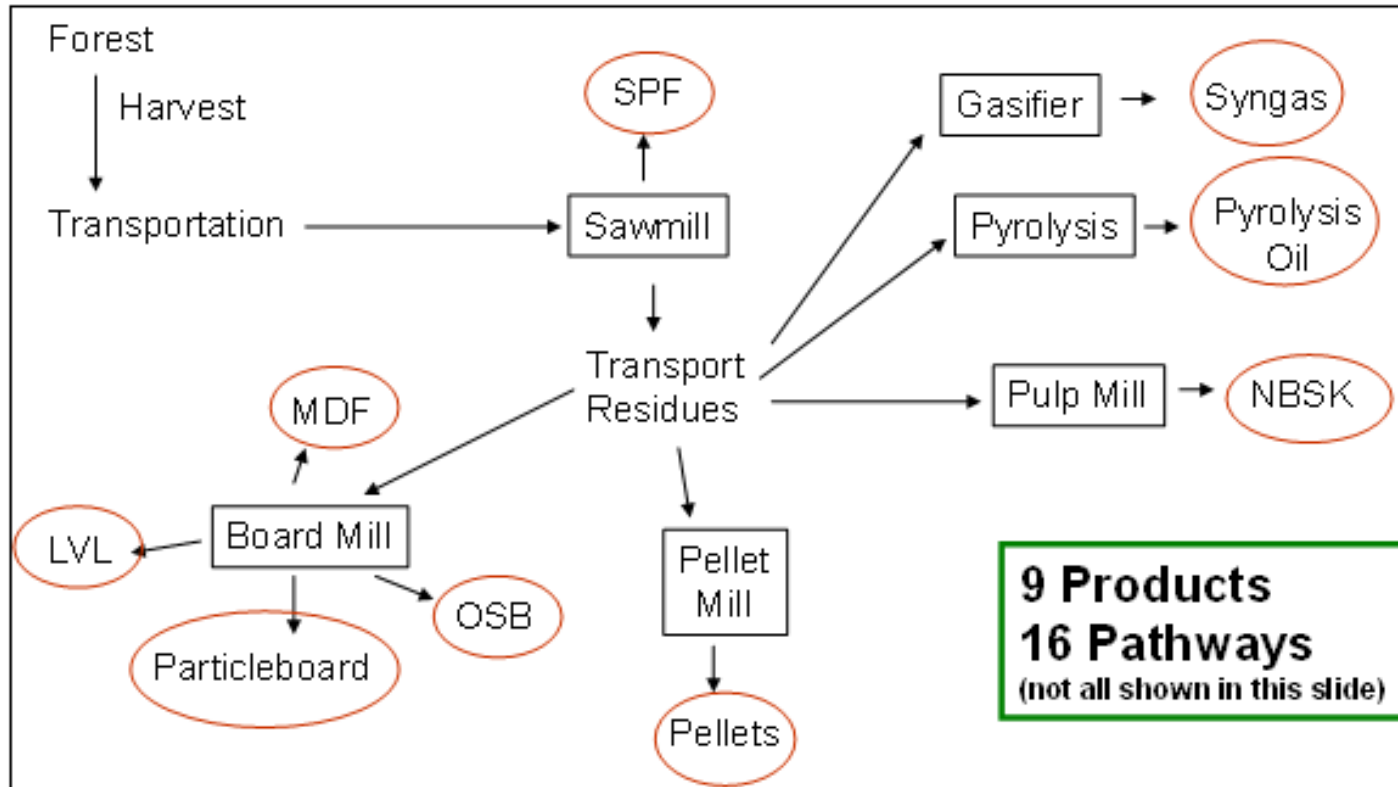 Forest
Harvest
Transportation
SPF
Sawmill
Gasifier
Syngas
Pyrolysis
Pyrolysis
Oil
Transport
Residues
Pulp Mill
NBSK
MDF
Board Mill
LVL
OSB
Particleboard
Pellet
Mill
Pellets
9 Products
16 Pathways
(not all shown in this slide)